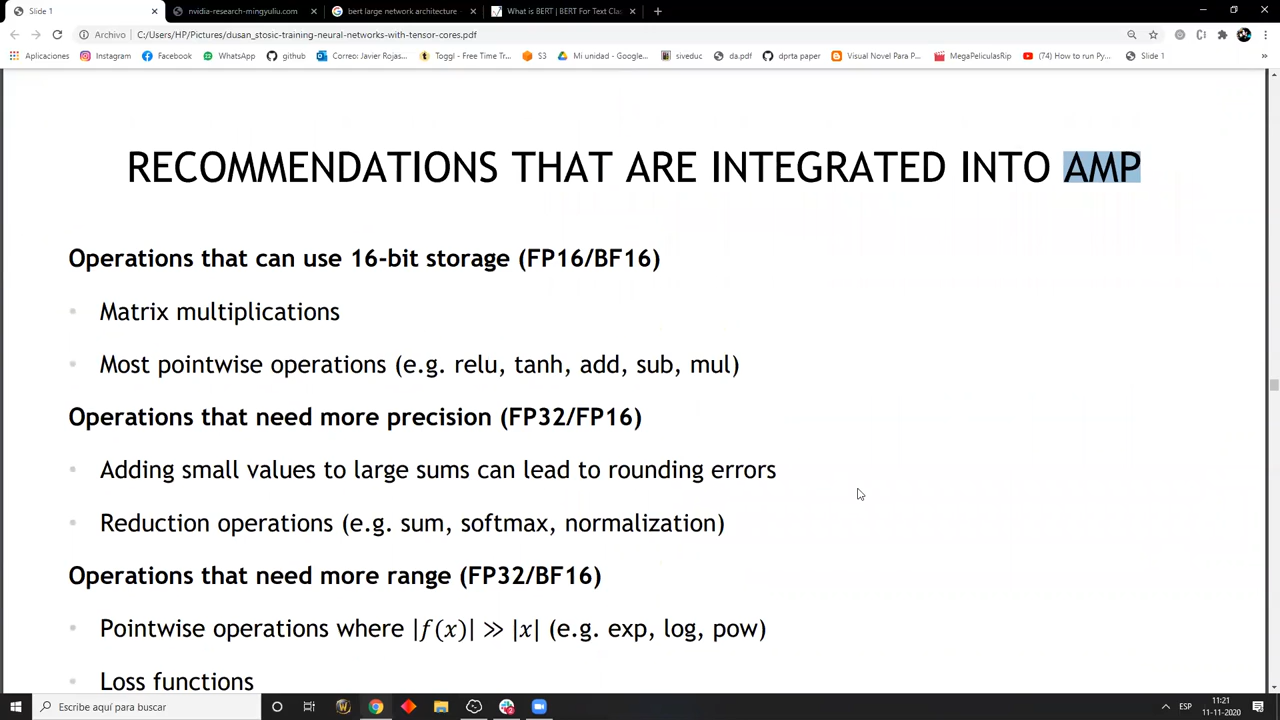 Slide 1
nvidia-research-mingyuliu.com
bert large network architecture
What is BERT | BERT For Text Clas
Archivo
C:/Users/HP/Pictures/dusan_stosic-training-neural-networks-with-tensor-cores.pdf
Aplicaciones
Instagram
Facebook
WhatsApp
github
Correo: Javier Rojas...
Toggl - Free Time Tr...
S3
Mi unidad - Google...
siveduc
da.pdf
dprta paper
Visual Novel Para P...
MegaPeliculasRip
(74) How to run Py...
Slide 1
»
RECOMMENDATIONS THAT ARE INTEGRATED INTO AMP
Operations that can use 16-bit storage (FP16/BF16)
• Matrix multiplications
• Most pointwise operations (e.g. relu, tanh, add, sub, mul)
Operations that need more precision (FP32/FP16)
• Adding small values to large sums can lead to rounding errors
• Reduction operations (e.g. sum, softmax, normalization)
Operations that need more range (FP32/BF16)
• Pointwise operations where |f(x)| ≫ |x| (e.g. exp, log, pow)
• Loss functions
Escribe aquí para buscar
ESP
11:21
11-11-2020